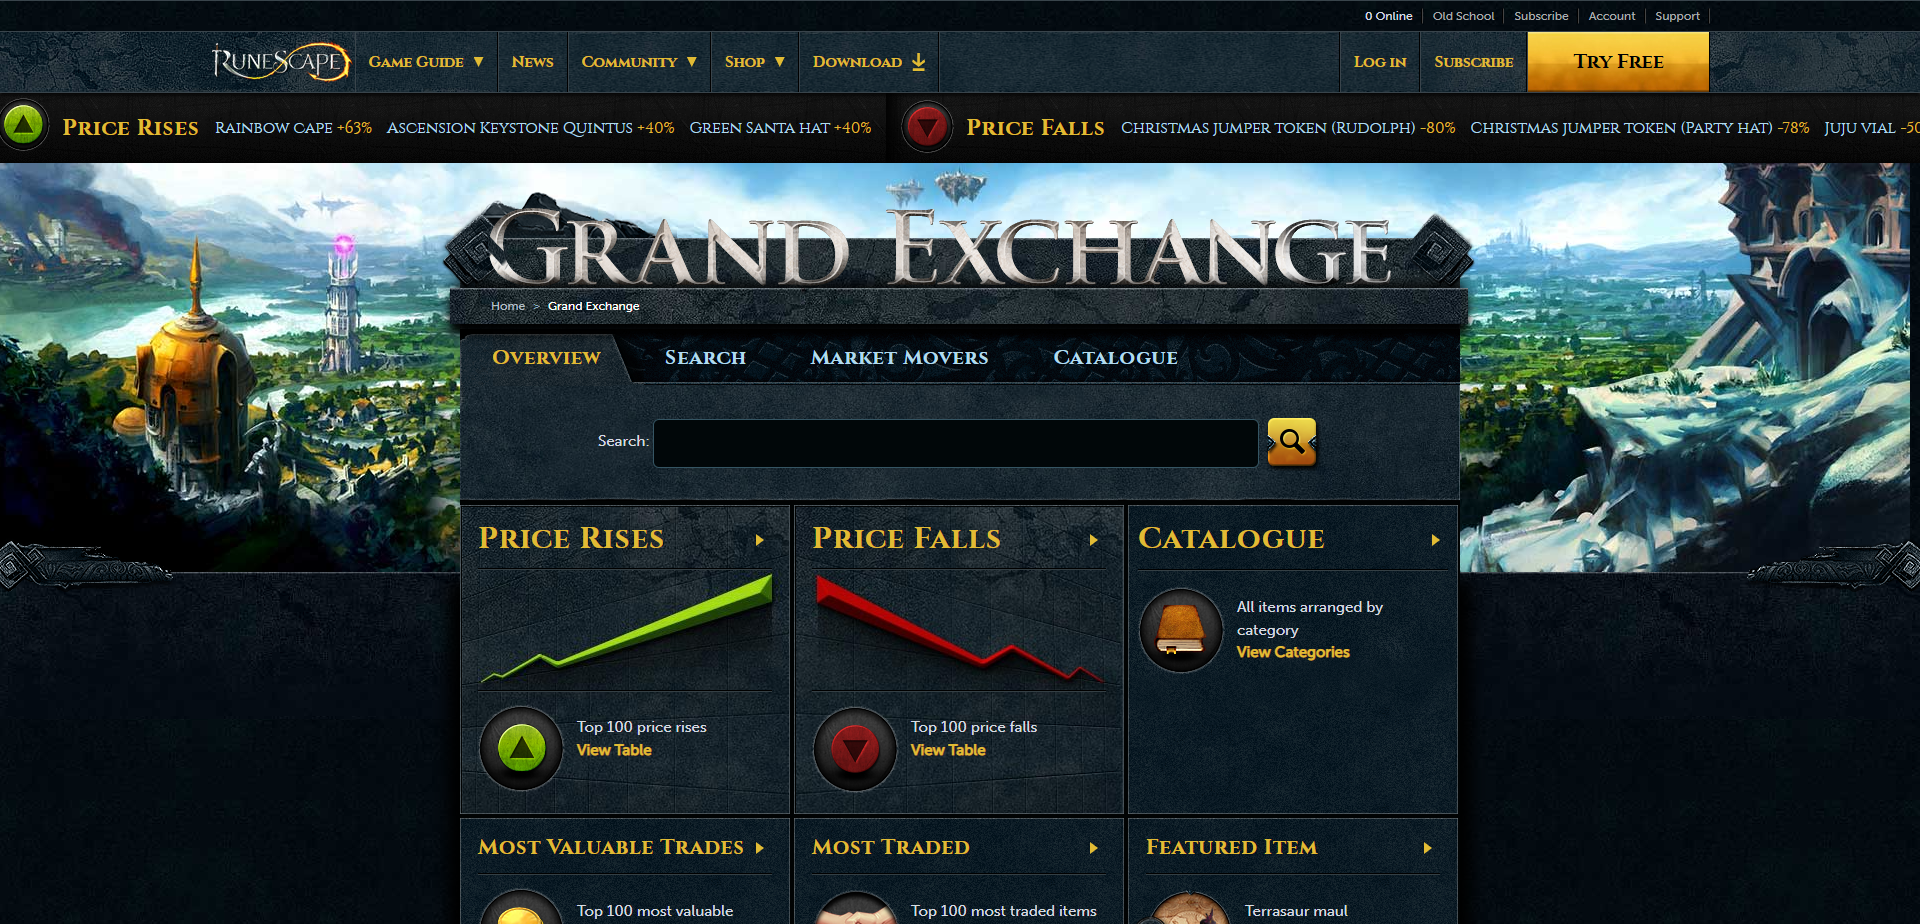 0 Online Old School Subscribe Account Support
RuneScape Game Guide News Community Shop Download Log in Subscribe Try Free
Price Rises Rainbow cape +63% Ascension Keystone Quintus +40% Green Santa hat +40% Price Falls Christmas jumper token (Rudolph) -80% Christmas jumper token (Party hat) -78% Juju vial -50
Grand Exchange
Home > Grand Exchange
Overview Search Market Movers Catalogue
Search:
Price Rises Price Falls Catalogue
All items arranged by
category
View Categories
Top 100 price rises Top 100 price falls
View Table View Table
Most Valuable Trades Most Traded Featured Item
Top 100 most valuable Top 100 most traded items Terrasaur maul